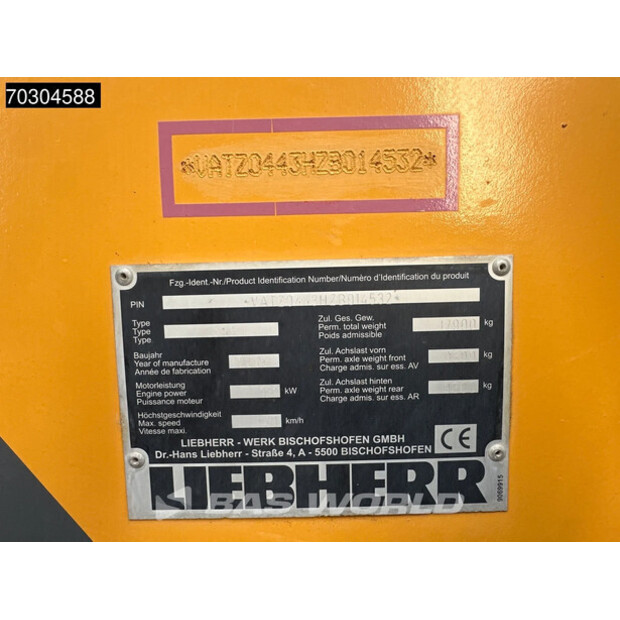 70304588
*VATZ0443HZB014532*
Fzg.-Ident.-Nr./Product Identification Number/Numéro d'Identification du produit
PIN *VATZ0443HZB014532*
Type
Type
Type
Baujahr
Year of manufacture
Année de fabrication
Motorleistung
Engine power kW
Puissance moteur
Höchstgeschwindigkeit
Max. speed km/h
Vitesse maxi.
Zul. Ges. Gew.
Perm. total weight kg
Poids admissible
Zul. Achslast vorn
Perm. axle weight front kg
Charge admis. sur ess. AV
Zul. Achslast hinten
Perm. axle weight rear kg
Charge admis. sur ess. AR
LIEBHERR - WERK BISCHOFSHOFEN GMBH
Dr.-Hans Liebherr - Straße 4, A - 5500 BISCHOFSHOFEN
CE
LIEBHERR
9069915
BAS WORLD